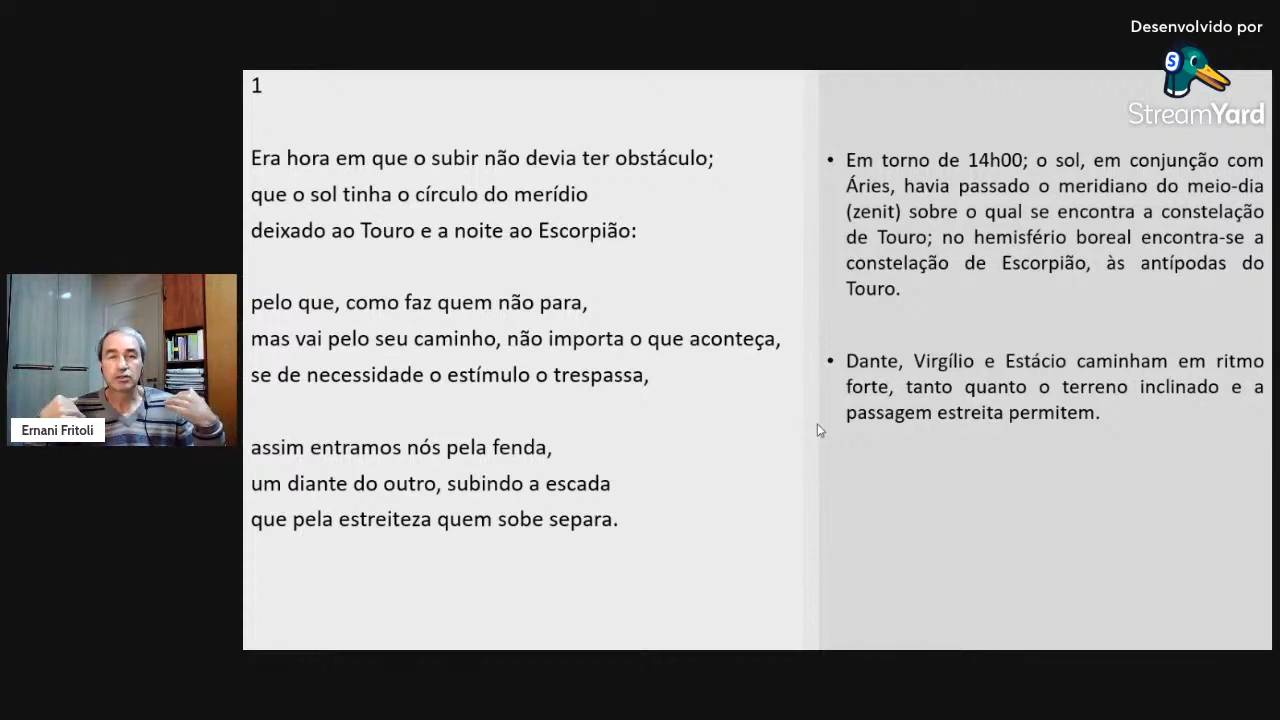 Desenvolvido por
StreamYard
1
Era hora em que o subir não devia ter obstáculo;
que o sol tinha o círculo do merídio
deixado ao Touro e a noite ao Escorpião:
pelo que, como faz quem não para,
mas vai pelo seu caminho, não importa o que aconteça,
se de necessidade o estímulo o trespassa,
assim entramos nós pela fenda,
um diante do outro, subindo a escada
que pela estreiteza quem sobe separa.
• Em torno de 14h00; o sol, em conjunção com
Áries, havia passado o meridiano do meio-dia
(zenit) sobre o qual se encontra a constelação
de Touro; no hemisfério boreal encontra-se a
constelação de Escorpião, às antípodas do
Touro.
• Dante, Virgílio e Estácio caminham em ritmo
forte, tanto quanto o terreno inclinado e a
passagem estreita permitem.
Ernani Fritoli